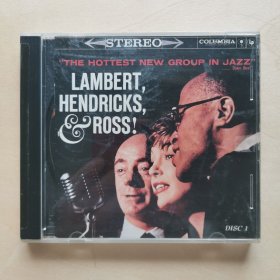 STEREO
COLUMBIA
"THE HOTTEST NEW GROUP IN JAZZ"
LAMBERT,
HENDRICKS,
& ROSS!
DISC 1